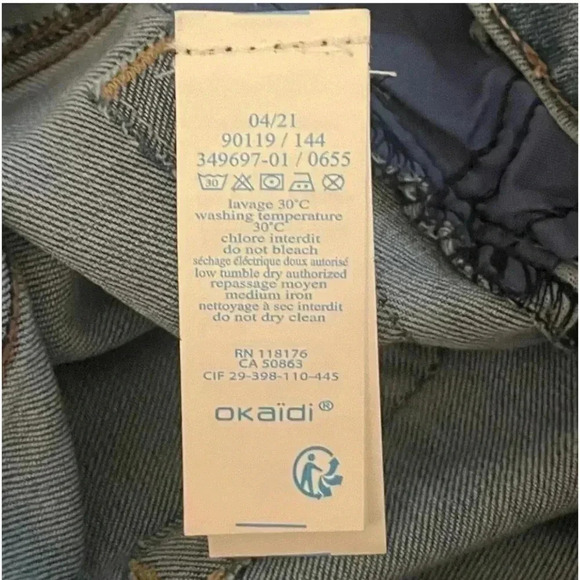 04/21
90119 / 144
349697-01 / 0655
30
lavage 30°C
washing temperature
30°C
chlore interdit
do not bleach
séchage électrique doux autorisé
low tumble dry authorized
repassage moyen
medium iron
nettoyage à sec interdit
do not dry clean
RN 118176
CA 50863
CIF 29-398-110-445
okaïdi®